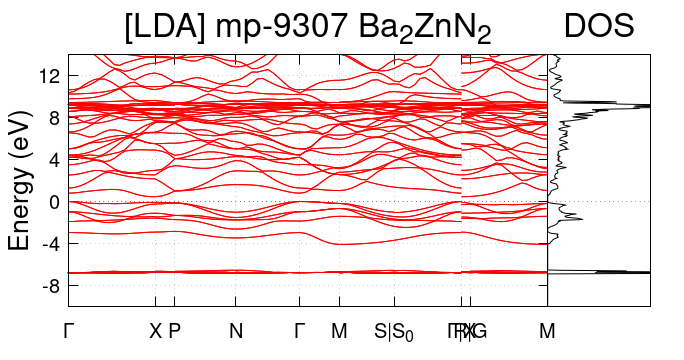 [LDA] mp-9307 Ba₂ZnN₂ DOS
Energy (eV)
12
8
4
0
-4
-8
Γ X P N Γ M S|S₀ Γ|R|X|G M